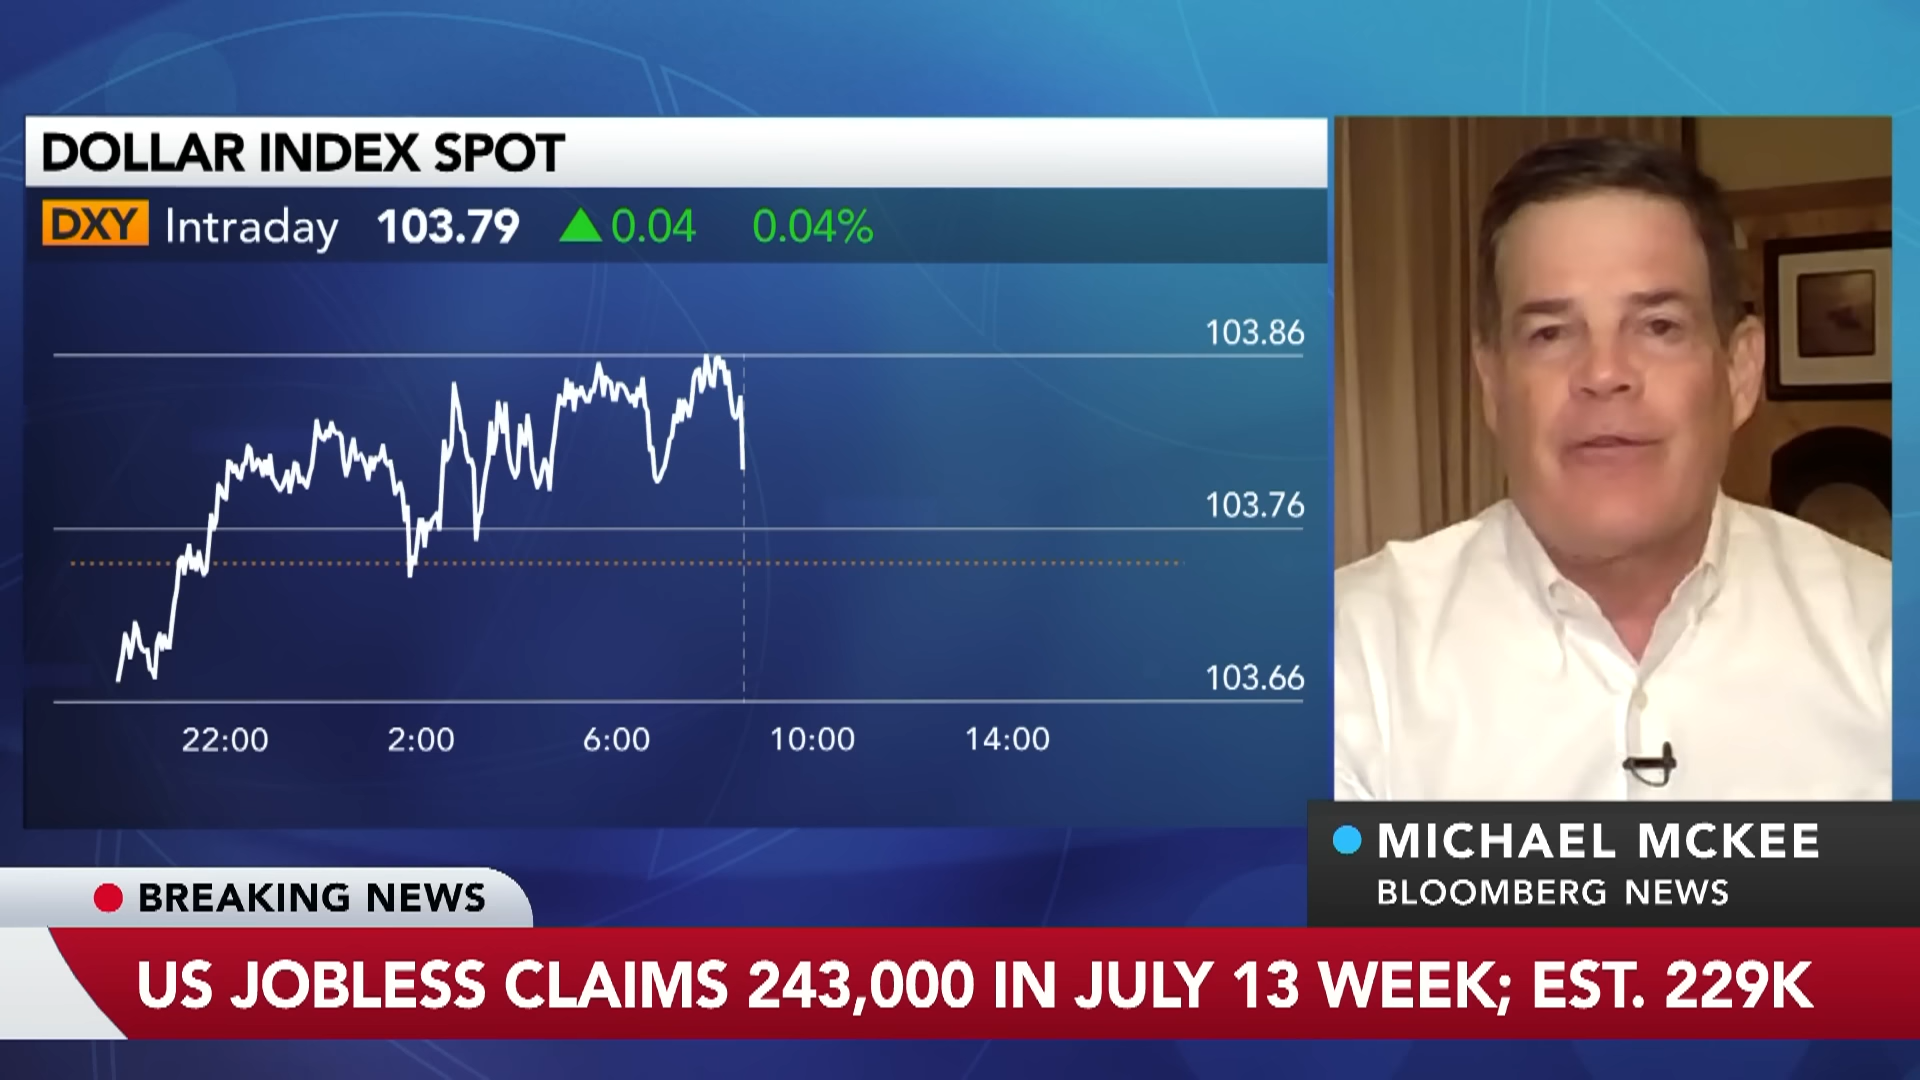 DOLLAR INDEX SPOT
DXY Intraday 103.79 ▲0.04 0.04%
103.86
103.76
103.66
22:00 2:00 6:00 10:00 14:00
MICHAEL MCKEE
BLOOMBERG NEWS
BREAKING NEWS
US JOBLESS CLAIMS 243,000 IN JULY 13 WEEK; EST. 229K